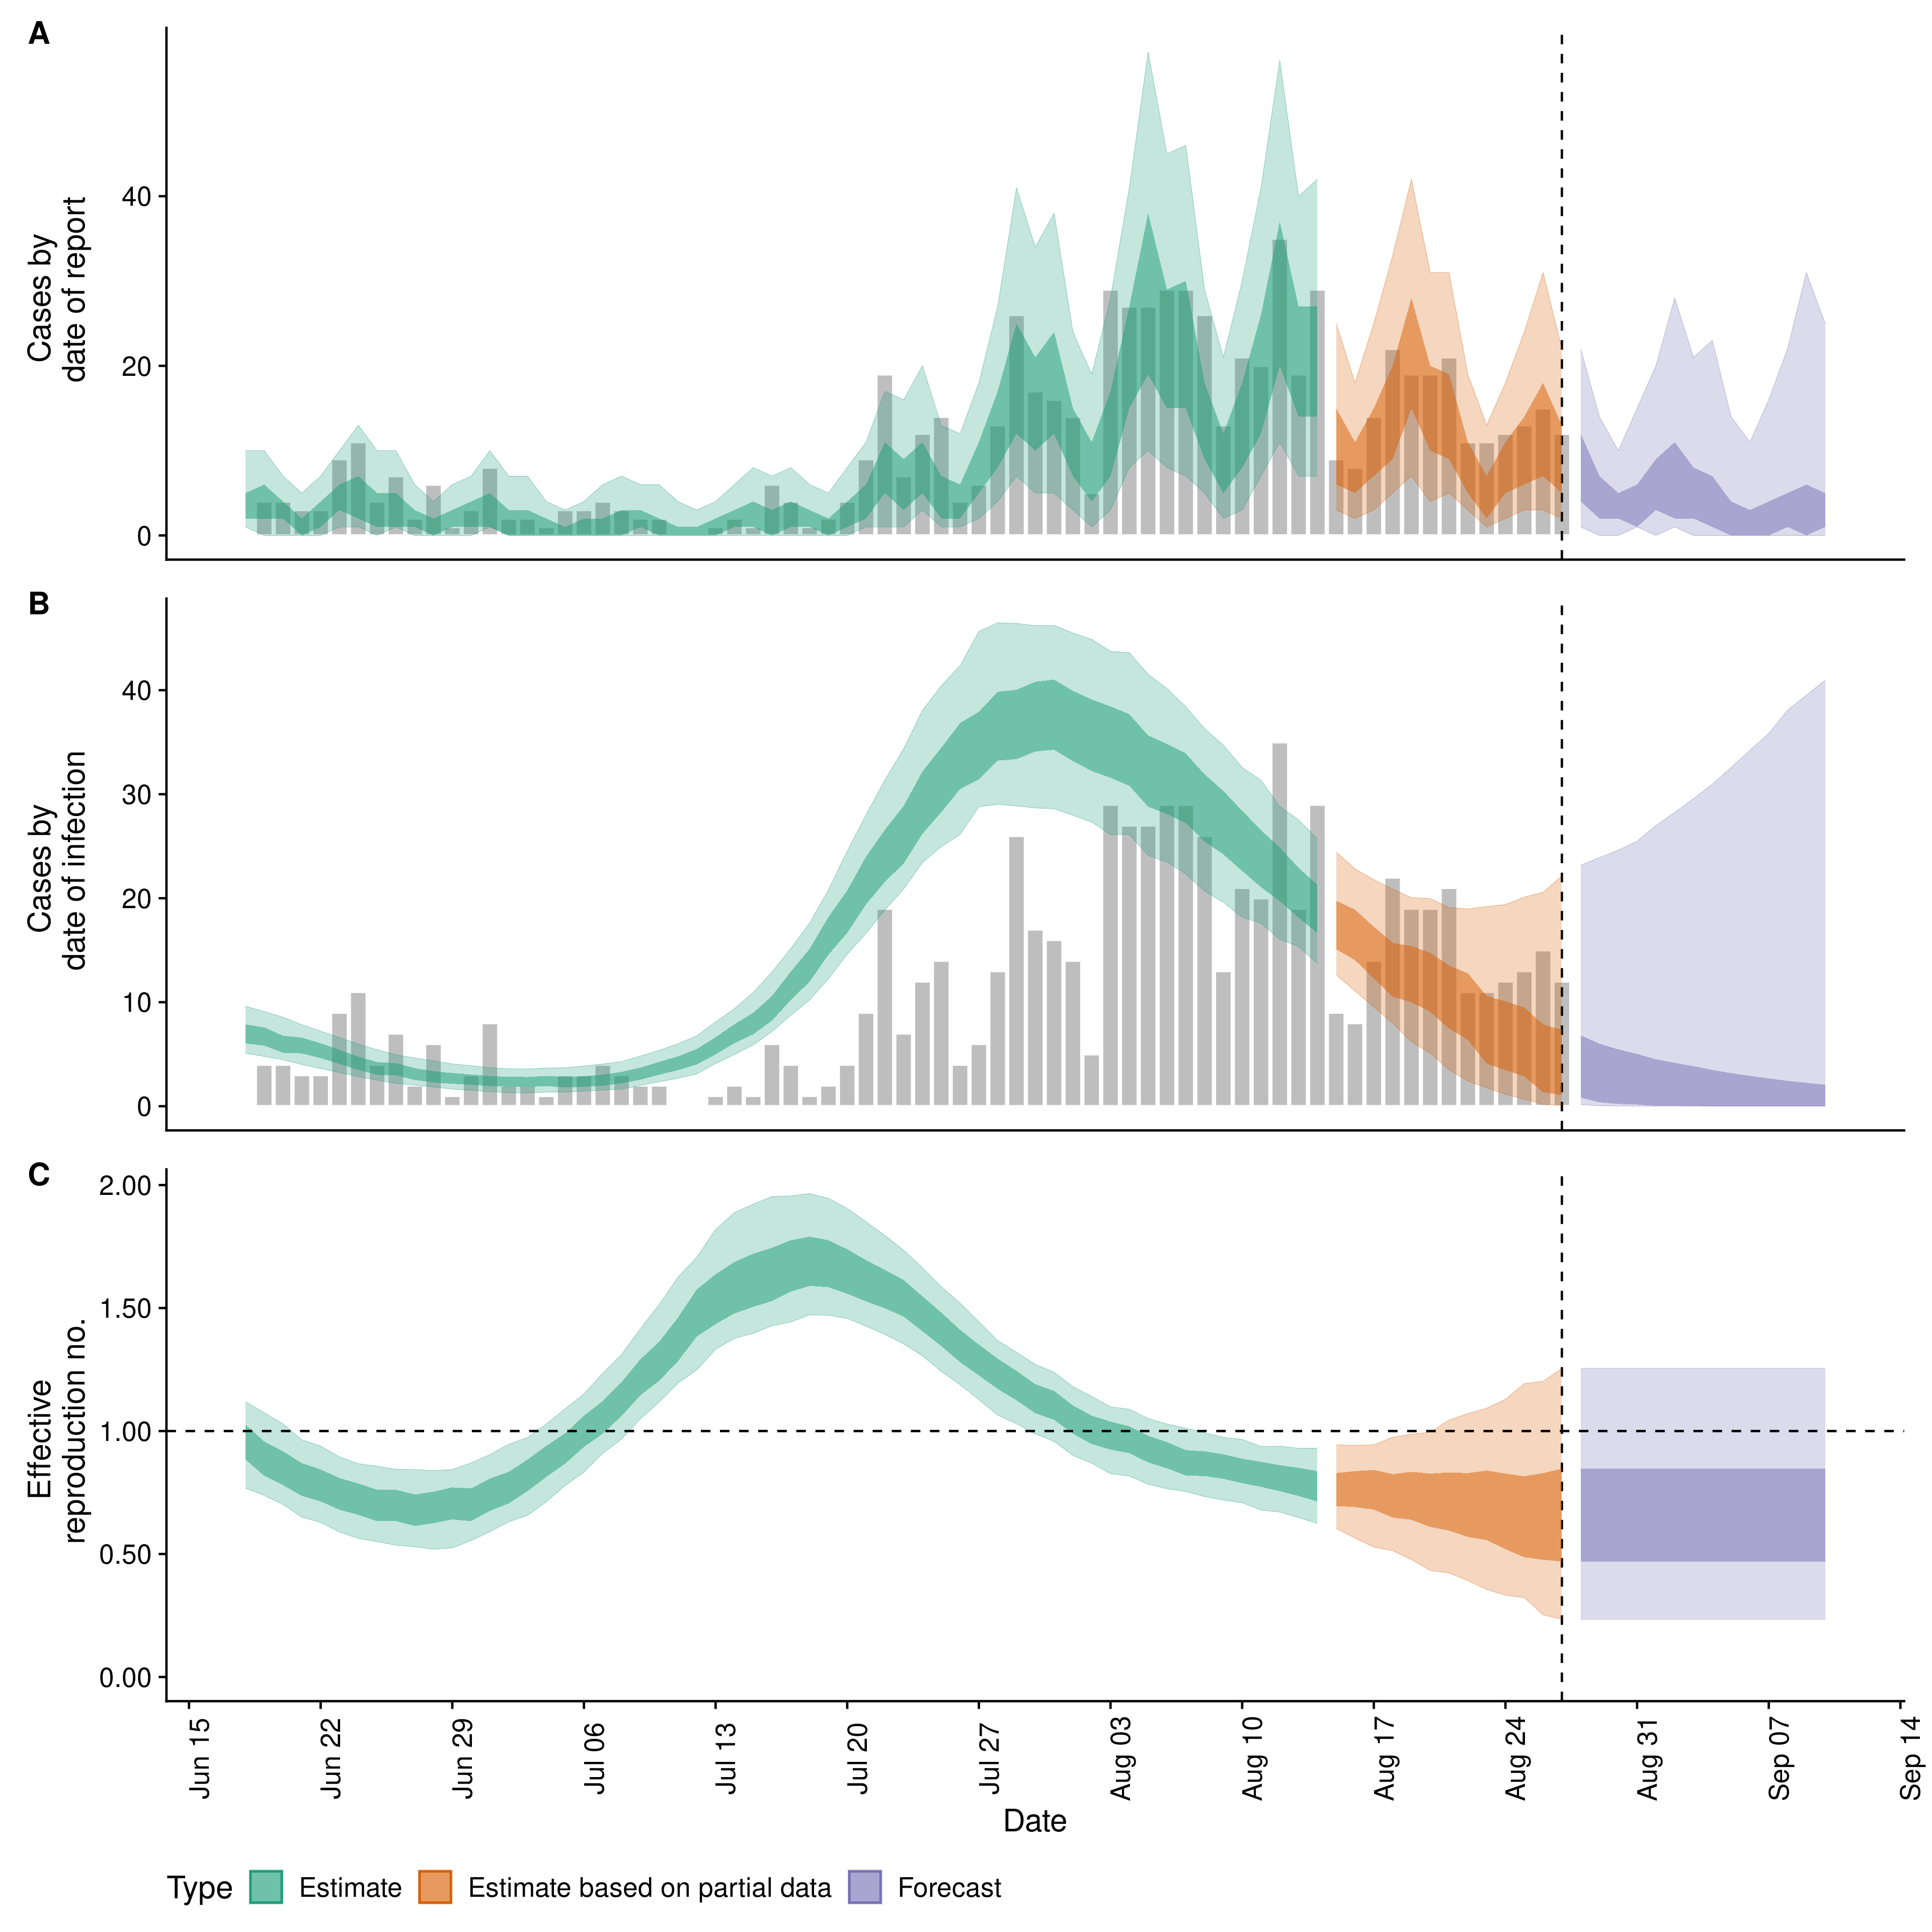 A
Cases by
date of report
40
20
0
B
Cases by
date of infection
40
30
20
10
0
C
Effective
reproduction no.
2.00
1.50
1.00
0.50
0.00
Jun 15
Jun 22
Jun 29
Jul 06
Jul 13
Jul 20
Jul 27
Aug 03
Aug 10
Aug 17
Aug 24
Aug 31
Sep 07
Sep 14
Date
Type Estimate Estimate based on partial data Forecast